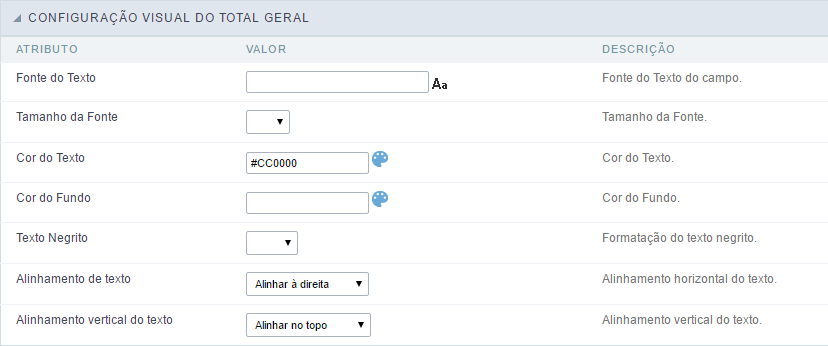 CONFIGURAÇÃO VISUAL DO TOTAL GERAL
ATRIBUTO VALOR DESCRIÇÃO
Fonte do Texto Aa Fonte do Texto do campo.
Tamanho da Fonte Tamanho da Fonte.
Cor do Texto #CC0000 Cor do Texto.
Cor do Fundo Cor do Fundo.
Texto Negrito Formatação do texto negrito.
Alinhamento de texto Alinhar à direita Alinhamento horizontal do texto.
Alinhamento vertical do texto Alinhar no topo Alinhamento vertical do texto.